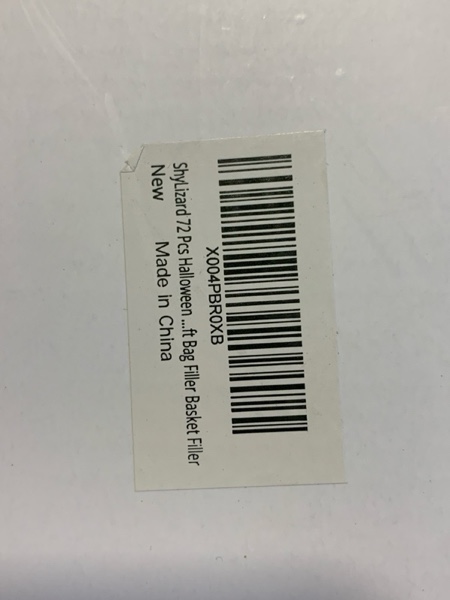 X004PBR0XB
ShyLizard 72 Pcs Halloween ...ft Bag Filler Basket Filler
New Made in China